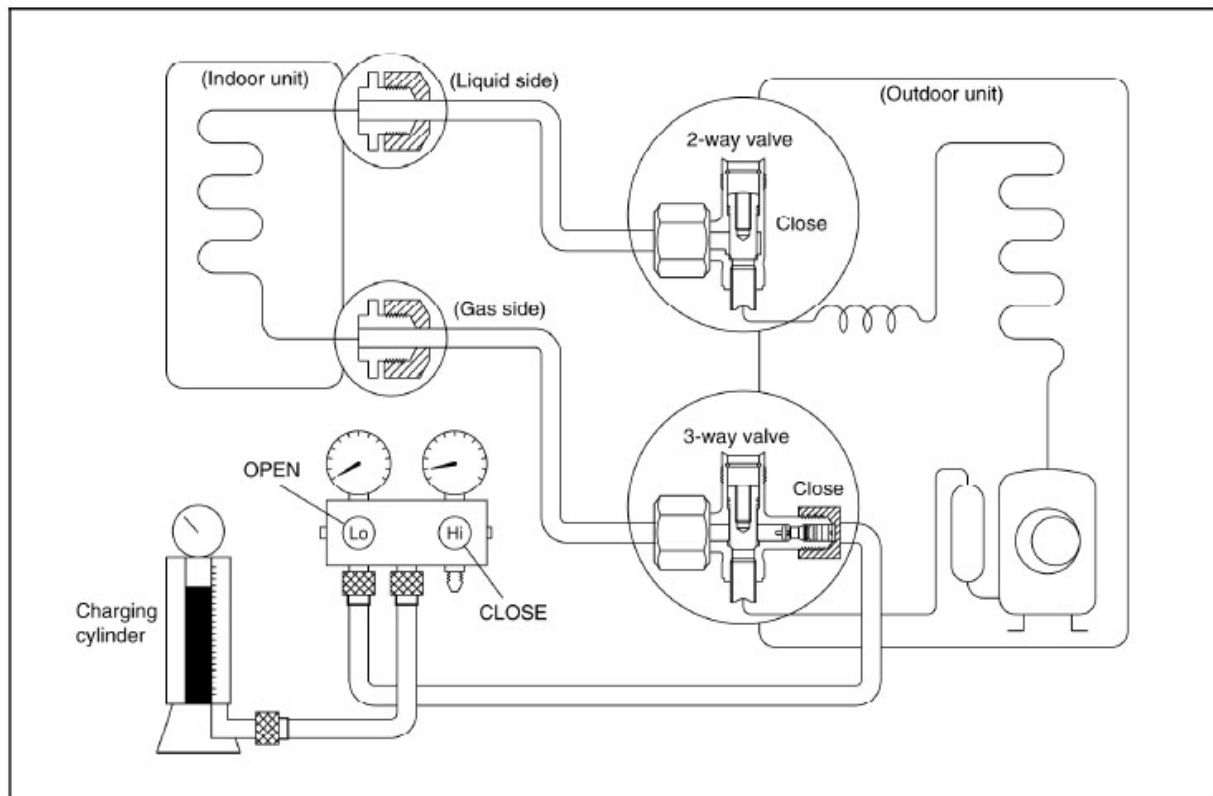 (Indoor unit)
(Liquid side)
(Outdoor unit)
2-way valve
Close
(Gas side)
3-way valve
Close
OPEN
Lo
Hi
CLOSE
Charging
cylinder